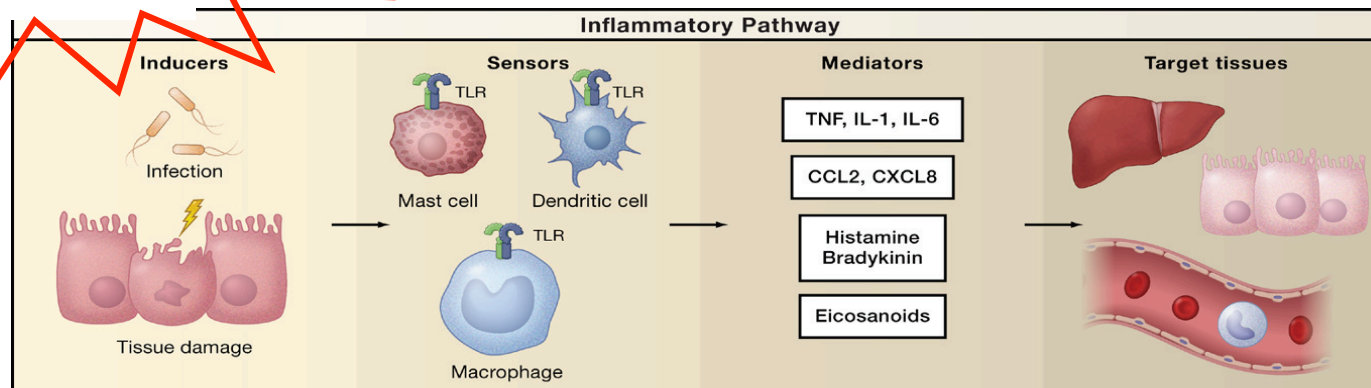 Inflammatory Pathway
Inducers
Infection
Tissue damage
Sensors
TLR
TLR
Mast cell
Dendritic cell
TLR
Macrophage
Mediators
TNF, IL-1, IL-6
CCL2, CXCL8
Histamine
Bradykinin
Eicosanoids
Target tissues